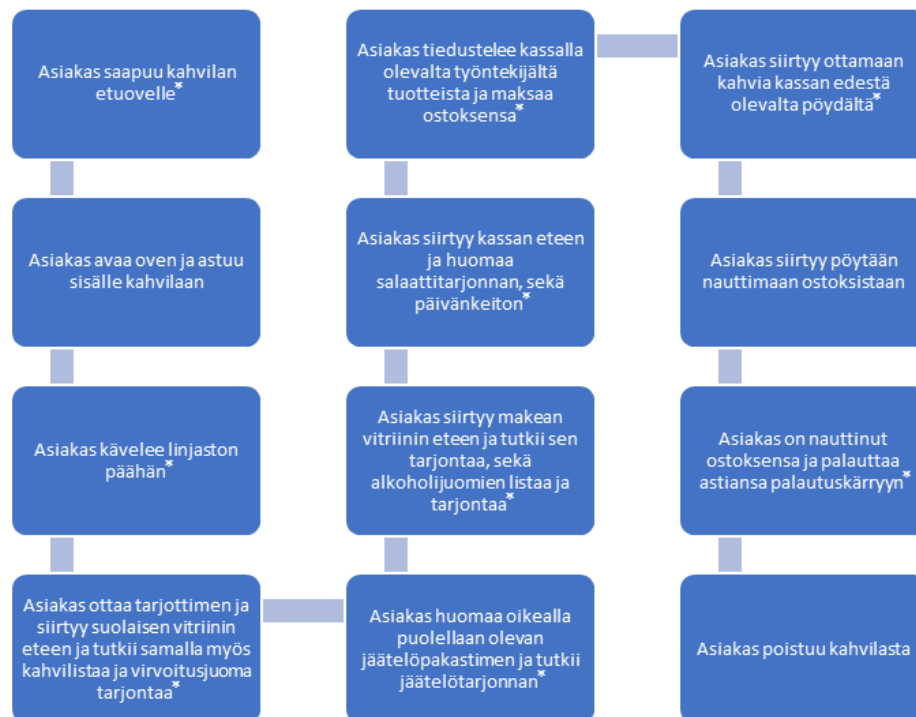 Asiakas saapuu kahvilan
etuovelle*
Asiakas avaa oven ja astuu
sisälle kahvilaan
Asiakas kävelee linjaston
päähän*
Asiakas ottaa tarjottimen ja
siirtyy suolaisen vitriinin
eteen ja tutkii samalla myös
kahvilistaa ja virvoitusjuoma
tarjontaa*
Asiakas huomaa oikealla
puolellaan olevan
jäätelöpakastimen ja tutkii
jäätelötarjonnan*
Asiakas siirtyy makean
vitriinin eteen ja tutkii sen
tarjontaa, sekä
alkoholijuomien listaa ja
tarjontaa*
Asiakas siirtyy kassan eteen
ja huomaa
salaattitarjonnan, sekä
päivänkeiton*
Asiakas tiedustelee kassalla
olevalta työntekijältä
tuotteista ja maksaa
ostoksensa*
Asiakas siirtyy ottamaan
kahvia kassan edestä
olevalta pöydältä*
Asiakas siirtyy pöytään
nauttimaan ostoksistaan
Asiakas on nauttinut
ostoksensa ja palauttaa
astiansa palautuskärryyn*
Asiakas poistuu kahvilasta